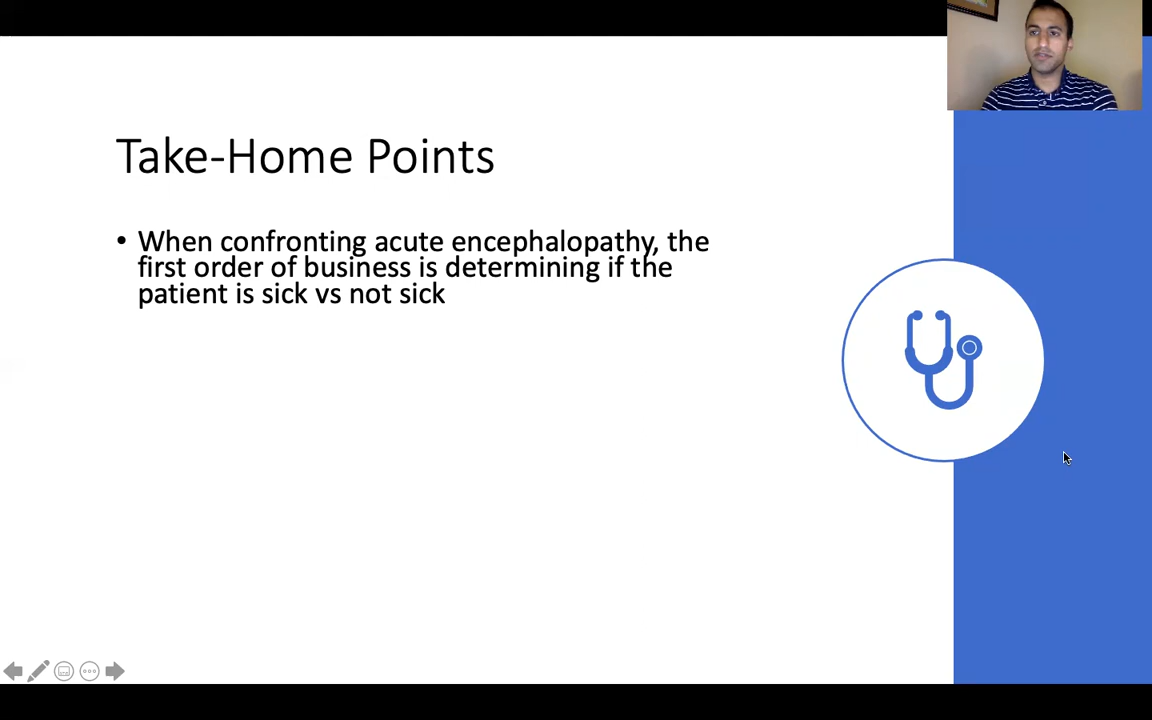 Take-Home Points
• When confronting acute encephalopathy, the
first order of business is determining if the
patient is sick vs not sick